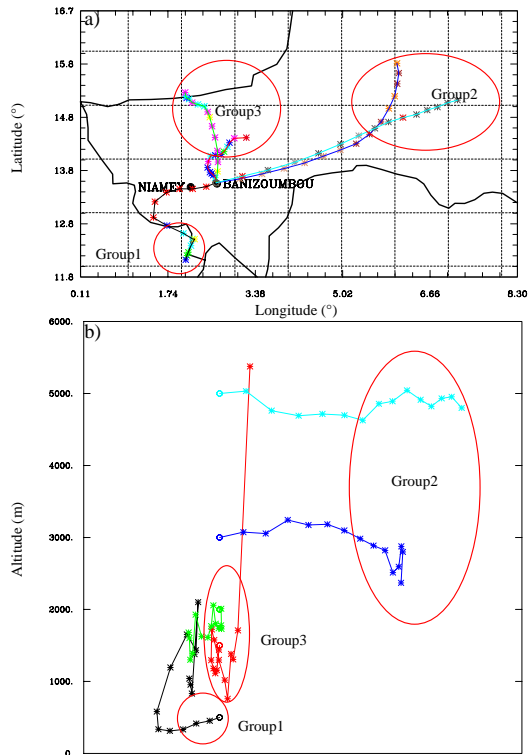 a)
16.7
15.8
14.8
13.8
12.8
11.8
Latitude (°)
Group3
Group2
NIAMEY
BANIZOUMBOU
Group1
0.11 1.74 3.38 5.02 6.66 8.30
Longitude (°)
b)
6000.
5000
4000
3000
2000
1000
0
Altitude (m)
Group2
Group3
Group1